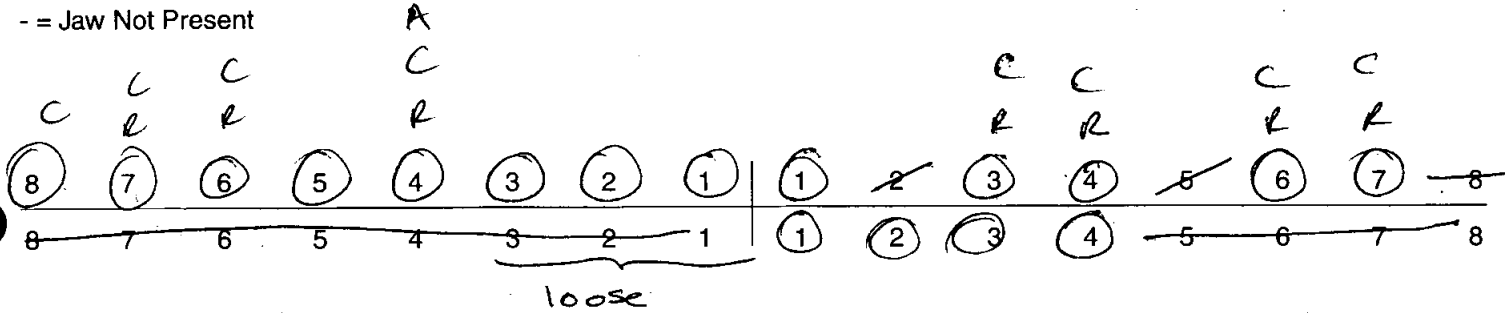 - = Jaw Not Present
A
C C C C C C C
C R R R R R R R
8 7 6 5 4 3 2 1 1 2 3 4 5 6 7 8
8 7 6 5 4 3 2 1 1 2 3 4 5 6 7 8
loose